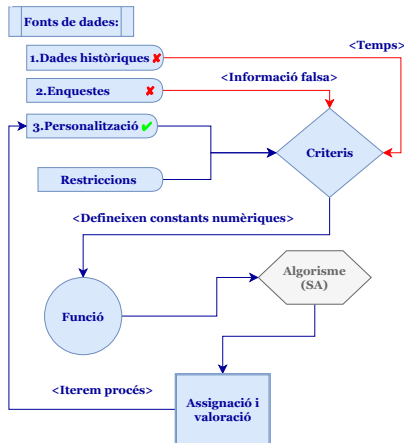 Fonts de dades:
<Temps>
1.Dades històriques ✘
<Informació falsa>
2.Enquestes ✘
3.Personalització ✔
Criteris
Restriccions
<Defineixen constants numèriques>
Algorisme
(SA)
Funció
<Iterem procés>
Assignació i
valoració